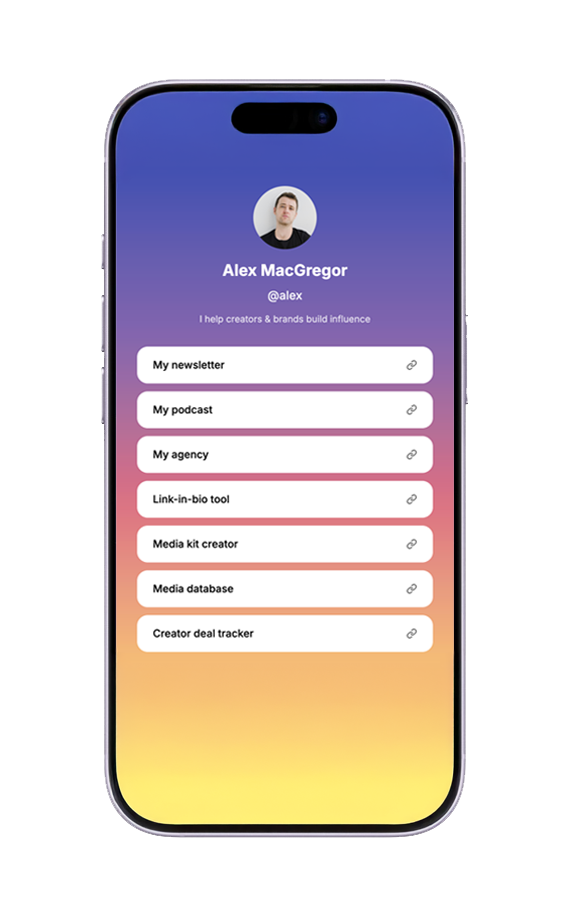 Alex MacGregor
@alex
I help creators & brands build influence
My newsletter
My podcast
My agency
Link-in-bio tool
Media kit creator
Media database
Creator deal tracker